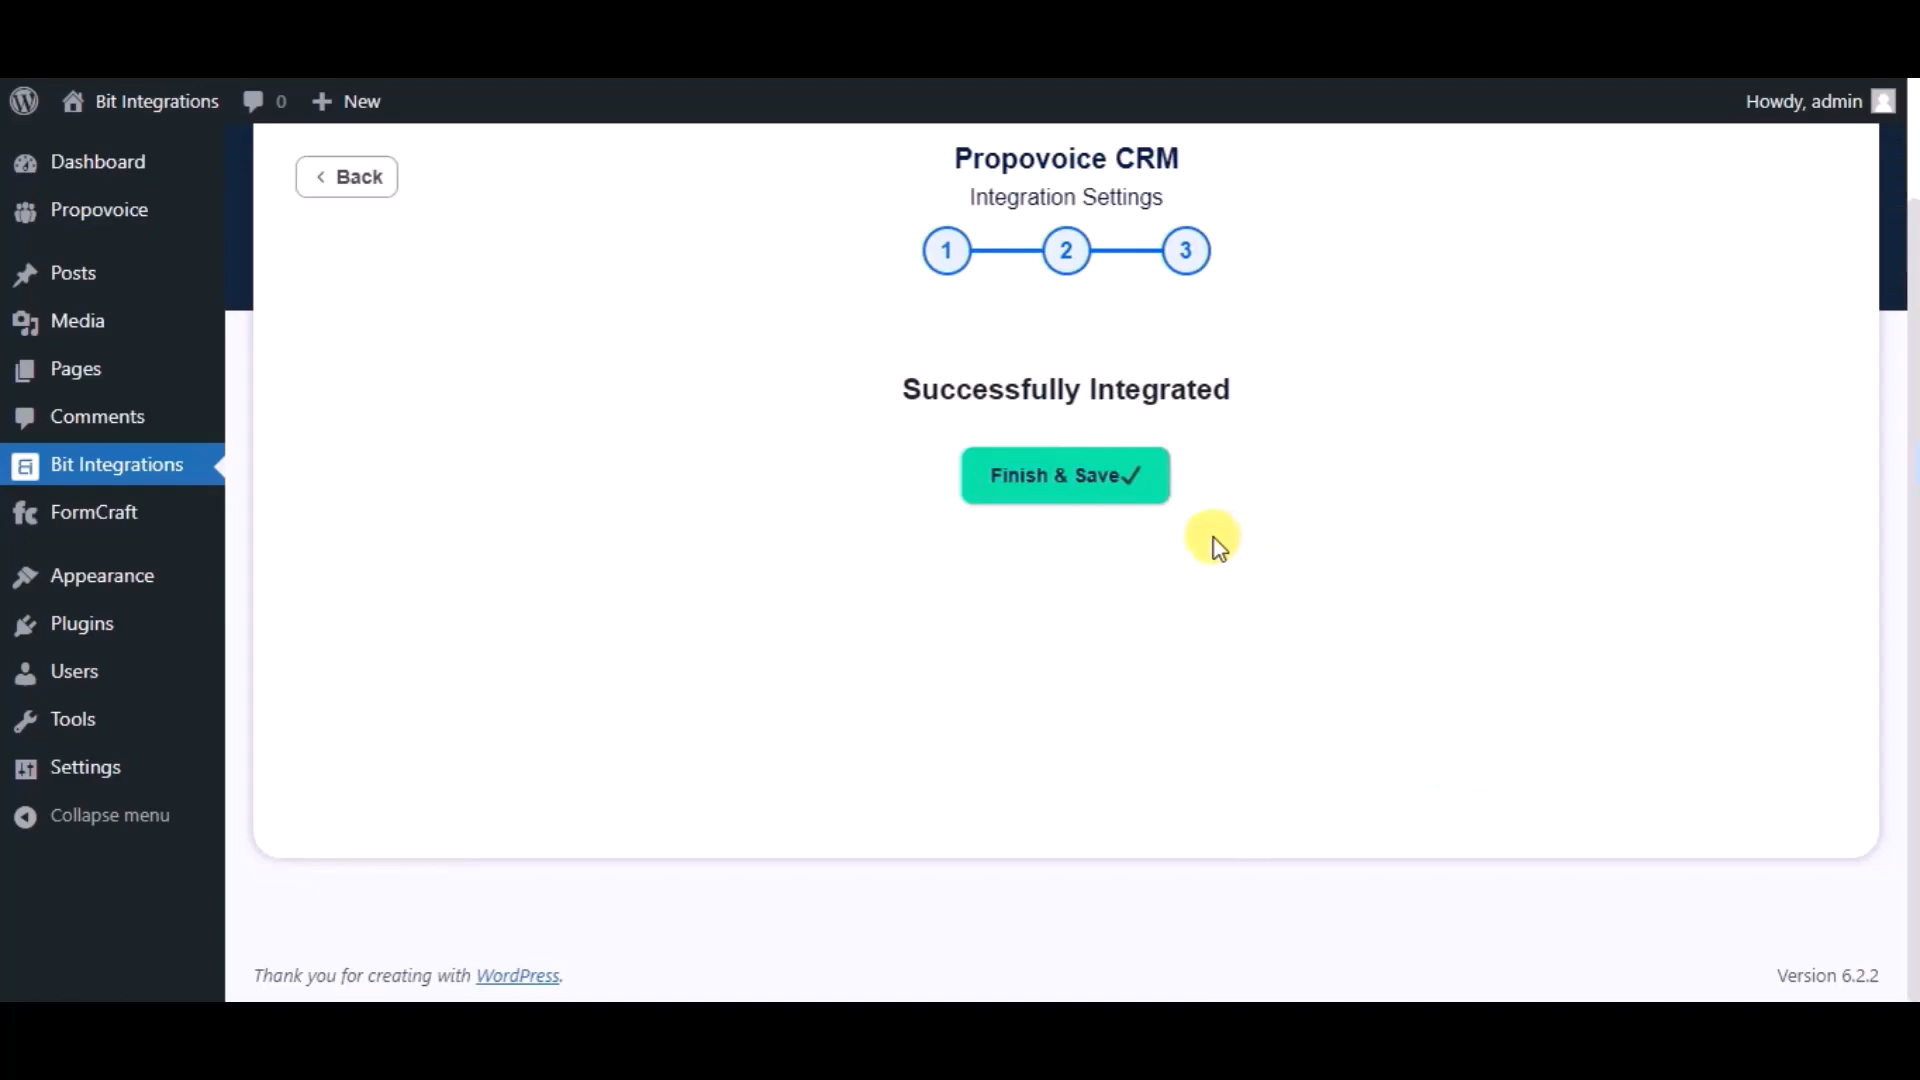 Bit Integrations
0
New
Howdy, admin
Dashboard
Propovoice
Posts
Media
Pages
Comments
Bit Integrations
FormCraft
Appearance
Plugins
Users
Tools
Settings
Collapse menu
Back
Propovoice CRM
Integration Settings
1 2 3
Successfully Integrated
Finish & Save
Thank you for creating with WordPress.
Version 6.2.2